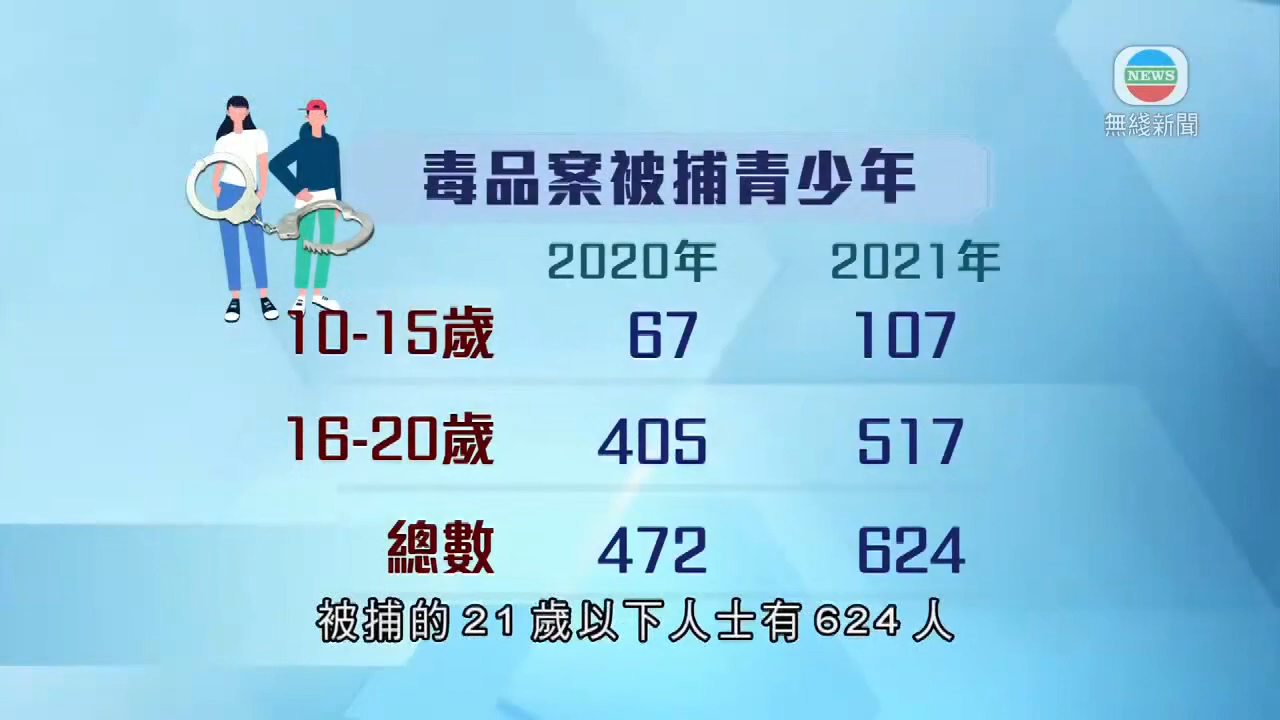 NEWS
無綫新聞
毒品案被捕青少年
2020年 2021年
10-15歲 67 107
16-20歲 405 517
總數 472 624
被捕的21歲以下人士有624人